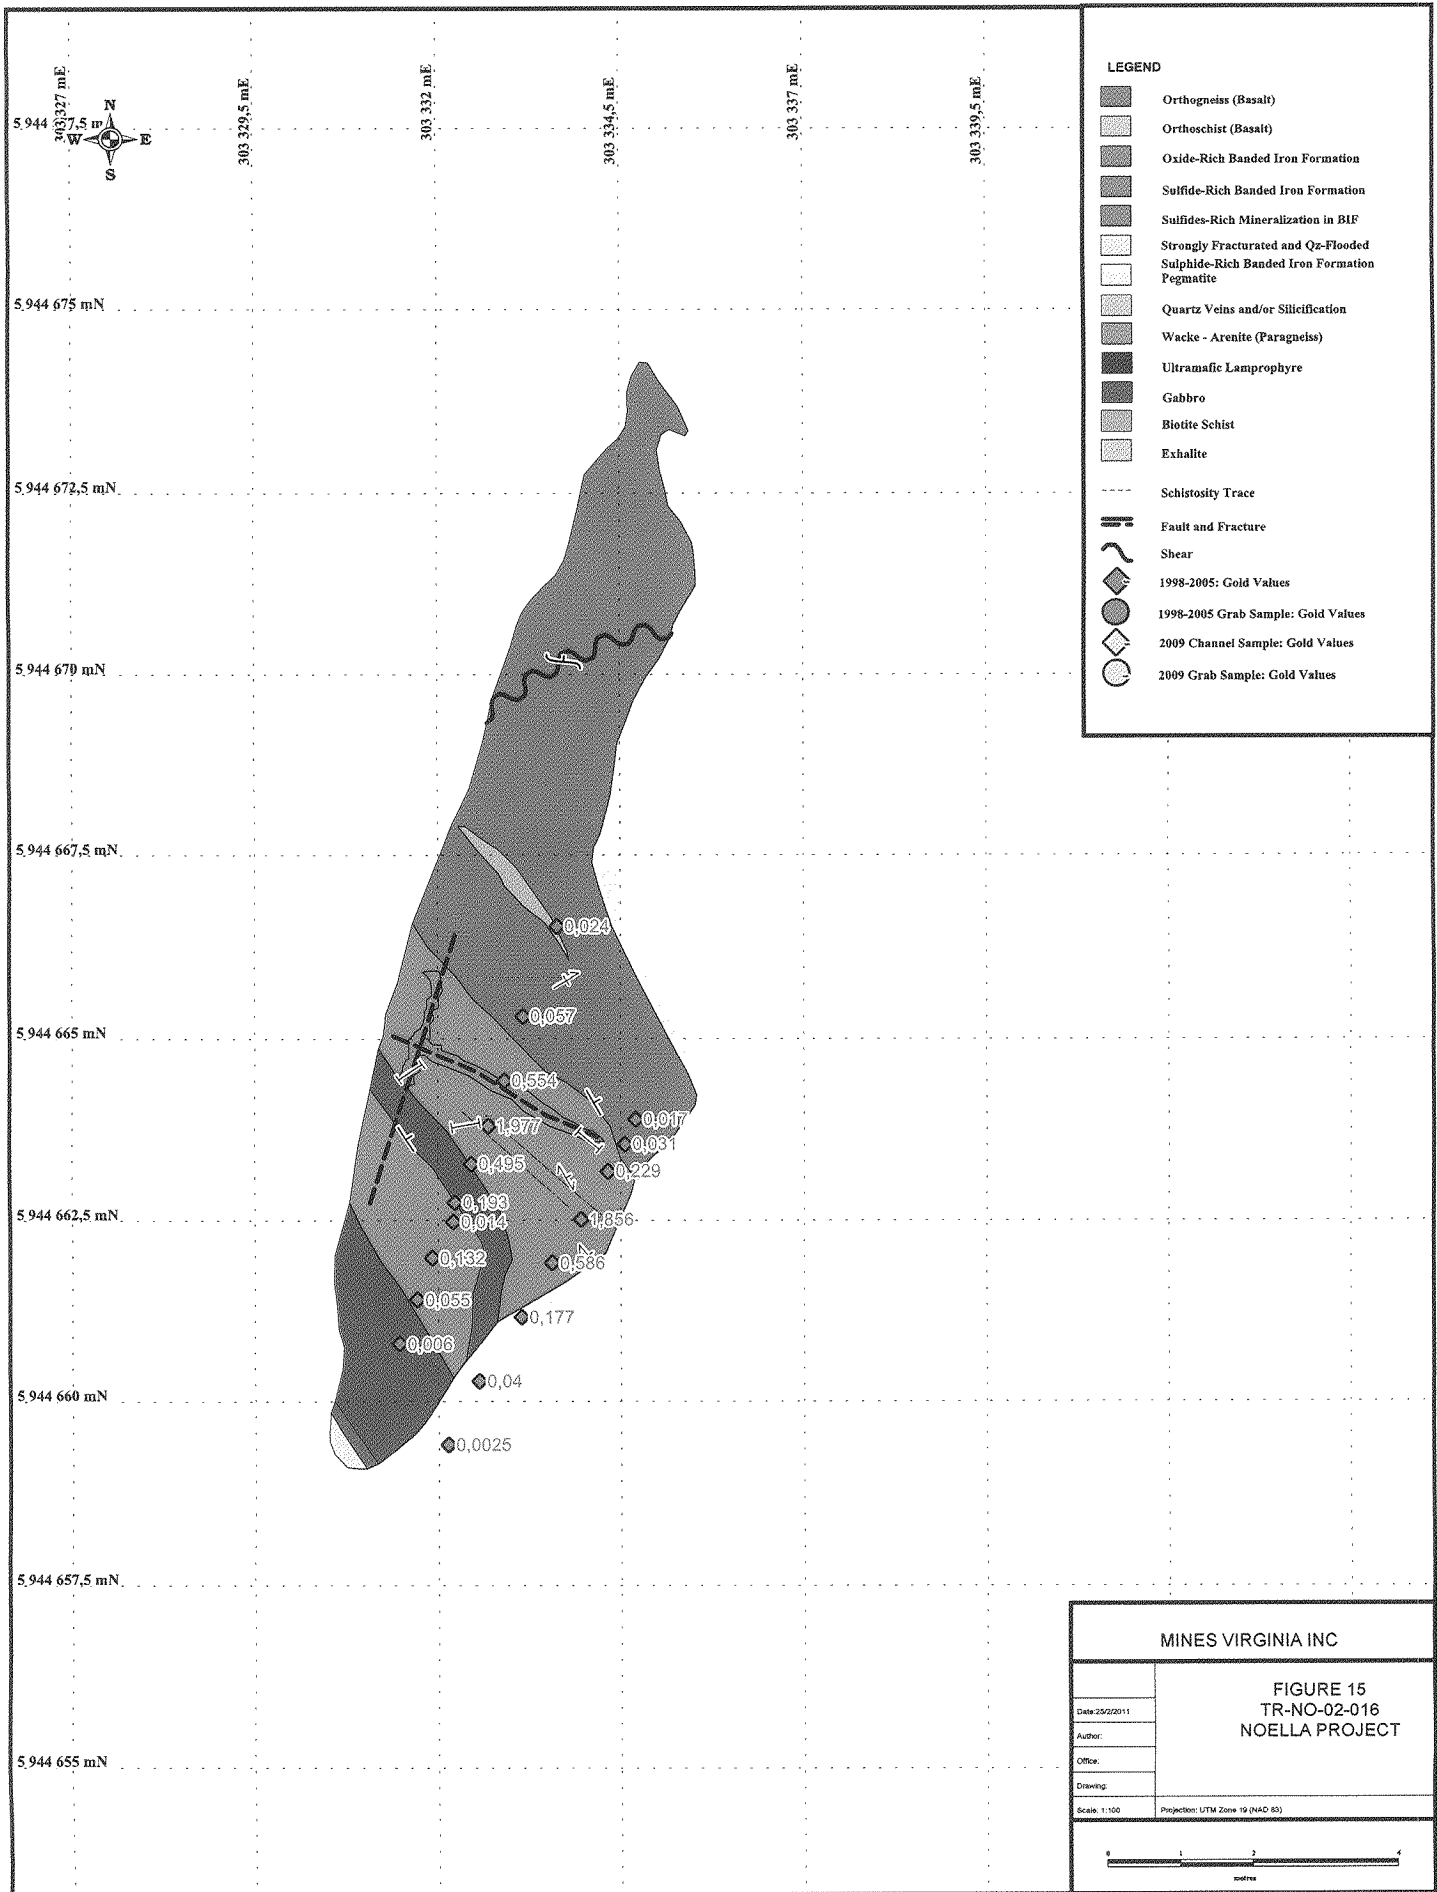 303 327 mE
303 329,5 mE
303 332 mE
303 334,5 mE
303 337 mE
303 339,5 mE
N
W
E
S
5 944 675 mN
5 944 672,5 mN
5 944 670 mN
5 944 667,5 mN
5 944 665 mN
5 944 662,5 mN
5 944 660 mN
5 944 657,5 mN
5 944 655 mN
LEGEND
Orthogneiss (Basalt)
Orthoschist (Basalt)
Oxide-Rich Banded Iron Formation
Sulfide-Rich Banded Iron Formation
Sulfides-Rich Mineralization in BIF
Strongly Fracturated and Qz-Flooded
Sulphide-Rich Banded Iron Formation
Pegmatite
Quartz Veins and/or Silicification
Wacke - Arenite (Paragneiss)
Ultramafic Lamprophyre
Gabbro
Biotite Schist
Exhalite
Schistosity Trace
Fault and Fracture
Shear
1998-2005: Gold Values
1998-2005 Grab Sample: Gold Values
2009 Channel Sample: Gold Values
2009 Grab Sample: Gold Values
0,024
0,057
0,554
0,017
1,977
0,031
0,495
0,229
0,193
0,014
1,856
0,132
0,586
0,055
0,177
0,006
0,04
0,0025
MINES VIRGINIA INC
FIGURE 15
TR-NO-02-016
NOELLA PROJECT
Date:25/2/2011
Author:
Office:
Drawing:
Scale: 1:100
Projection: UTM Zone 19 (NAD 83)
0 1 2 4
metres